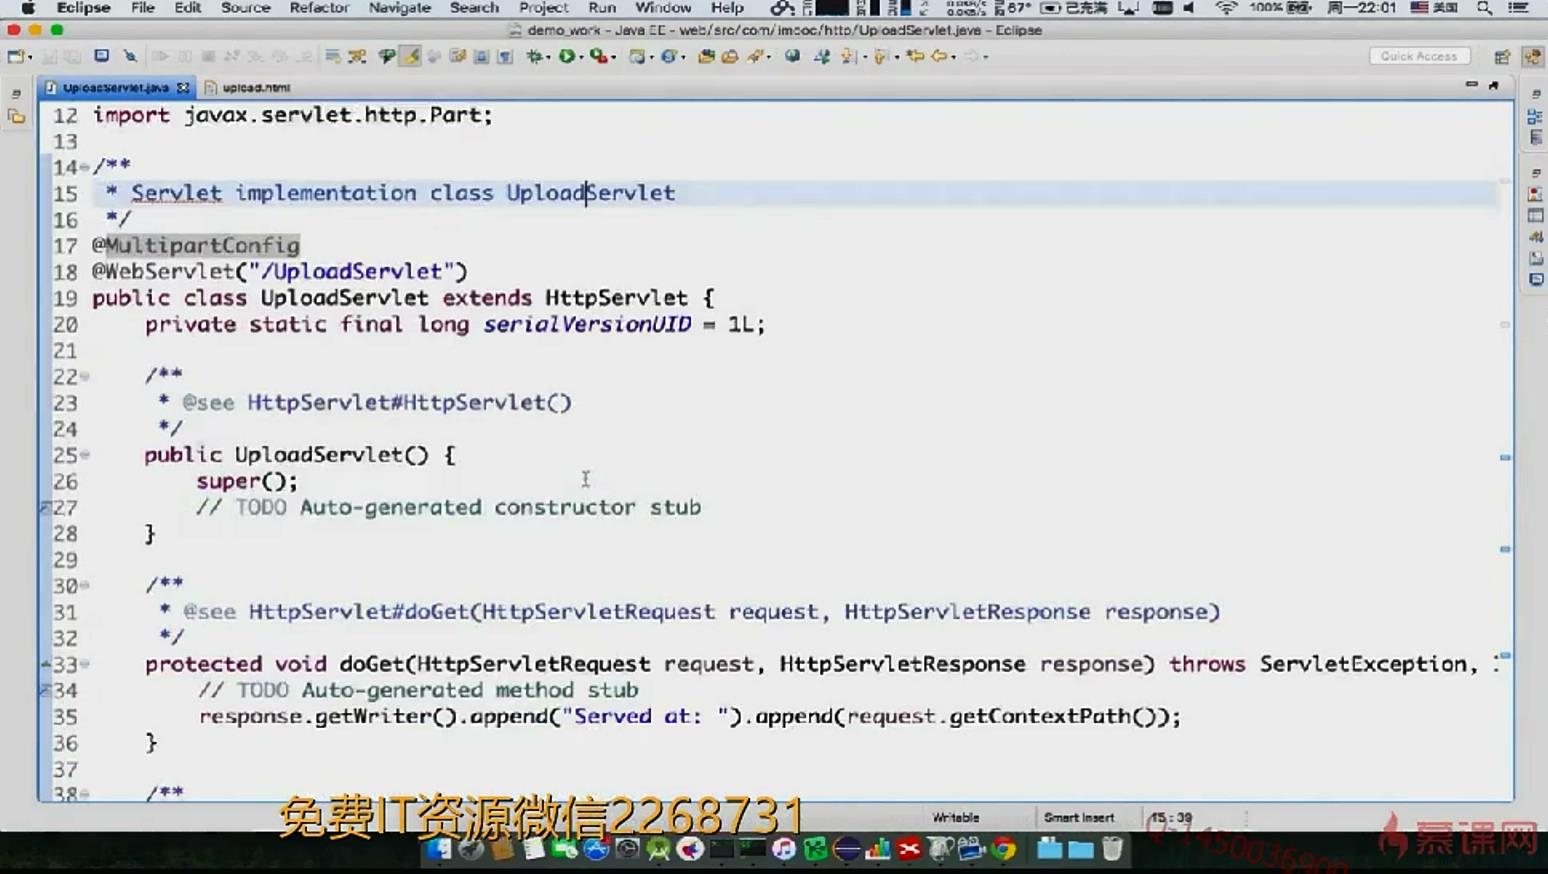 Eclipse File Edit Source Refactor Navigate Search Project Run Window Help 67° 已充满 100% 周一22:01 美国
demo_work - Java EE - web/src/com/imooc/http/UploadServlet.java - Eclipse
Quick Access
UploadServlet.java upload.html
12 import javax.servlet.http.Part;
13
14 /**
15 * Servlet implementation class UploadServlet
16 */
17 @MultipartConfig
18 @WebServlet("/UploadServlet")
19 public class UploadServlet extends HttpServlet {
20 private static final long serialVersionUID = 1L;
21
22 /**
23 * @see HttpServlet#HttpServlet()
24 */
25 public UploadServlet() {
26 super();
27 // TODO Auto-generated constructor stub
28 }
29
30 /**
31 * @see HttpServlet#doGet(HttpServletRequest request, HttpServletResponse response)
32 */
33 protected void doGet(HttpServletRequest request, HttpServletResponse response) throws ServletException,
34 // TODO Auto-generated method stub
35 response.getWriter().append("Served at: ").append(request.getContextPath());
36 }
37
38 /**
免费IT资源微信2268731
Writable Smart Insert 15 : 39
慕课网